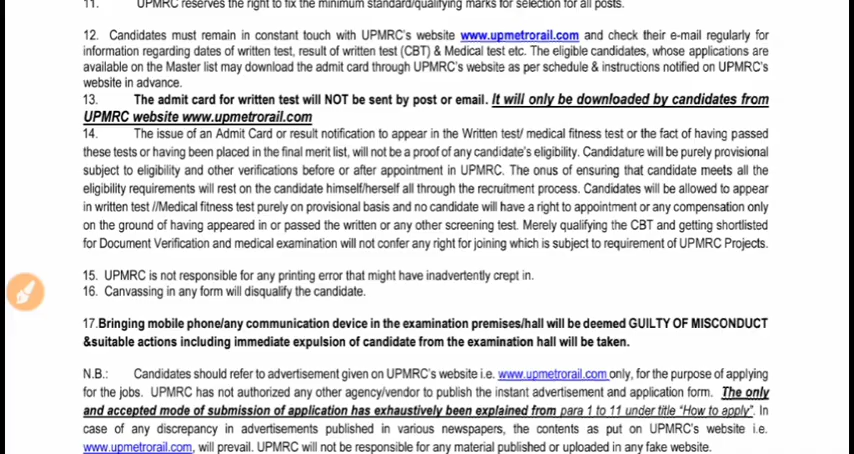 11. UPMRC reserves the right to fix the minimum standard/qualifying marks for selection for all posts.
12. Candidates must remain in constant touch with UPMRC's website www.upmetrorail.com and check their e-mail regularly for
information regarding dates of written test, result of written test (CBT) & Medical test etc. The eligible candidates, whose applications are
available on the Master list may download the admit card through UPMRC's website as per schedule & instructions notified on UPMRC's
website in advance.
13. The admit card for written test will NOT be sent by post or email. It will only be downloaded by candidates from
UPMRC website www.upmetrorail.com
14. The issue of an Admit Card or result notification to appear in the Written test/ medical fitness test or the fact of having passed
these tests or having been placed in the final merit list, will not be a proof of any candidate's eligibility. Candidature will be purely provisional
subject to eligibility and other verifications before or after appointment in UPMRC. The onus of ensuring that candidate meets all the
eligibility requirements will rest on the candidate himself/herself all through the recruitment process. Candidates will be allowed to appear
in written test //Medical fitness test purely on provisional basis and no candidate will have a right to appointment or any compensation only
on the ground of having appeared in or passed the written or any other screening test. Merely qualifying the CBT and getting shortlisted
for Document Verification and medical examination will not confer any right for joining which is subject to requirement of UPMRC Projects.
15. UPMRC is not responsible for any printing error that might have inadvertently crept in.
16. Canvassing in any form will disqualify the candidate.
17.Bringing mobile phone/any communication device in the examination premises/hall will be deemed GUILTY OF MISCONDUCT
&suitable actions including immediate expulsion of candidate from the examination hall will be taken.
N.B.: Candidates should refer to advertisement given on UPMRC's website i.e. www.upmetrorail.com only, for the purpose of applying
for the jobs. UPMRC has not authorized any other agency/vendor to publish the instant advertisement and application form. The only
and accepted mode of submission of application has exhaustively been explained from para 1 to 11 under title "How to apply". In
case of any discrepancy in advertisements published in various newspapers, the contents as put on UPMRC's website i.e.
www.upmetrorail.com, will prevail. UPMRC will not be responsible for any material published or uploaded in any fake website.